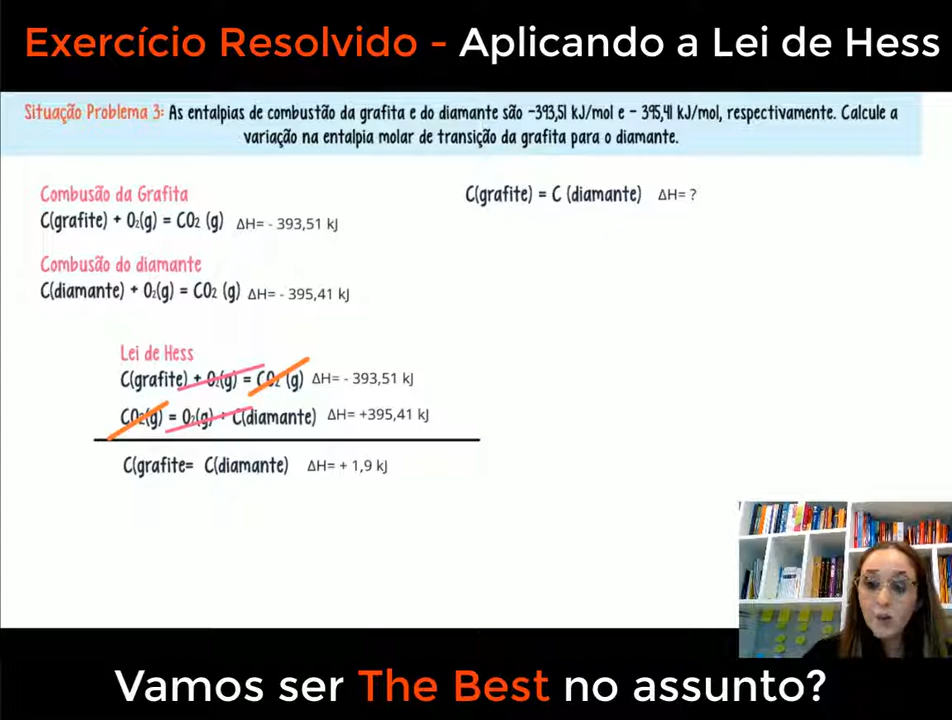 Exercício Resolvido - Aplicando a Lei de Hess
Situação Problema 3: As entalpias de combustão da grafita e do diamante são -393,51 kJ/mol e - 395,41 kJ/mol, respectivamente. Calcule a
variação na entalpia molar de transição da grafita para o diamante.
Combusão da Grafita
C(grafite) + O₂(g) = CO₂ (g) ΔH= - 393,51 kJ
C(grafite) = C (diamante) ΔH= ?
Combusão do diamante
C(diamante) + O₂(g) = CO₂ (g) ΔH= - 395,41 kJ
Lei de Hess
C(grafite) + O₂(g) = CO₂ (g) ΔH= - 393,51 kJ
CO₂(g) = O₂(g) + C(diamante) ΔH= +395,41 kJ
C(grafite= C(diamante) ΔH= + 1,9 kJ
Vamos ser The Best no assunto?